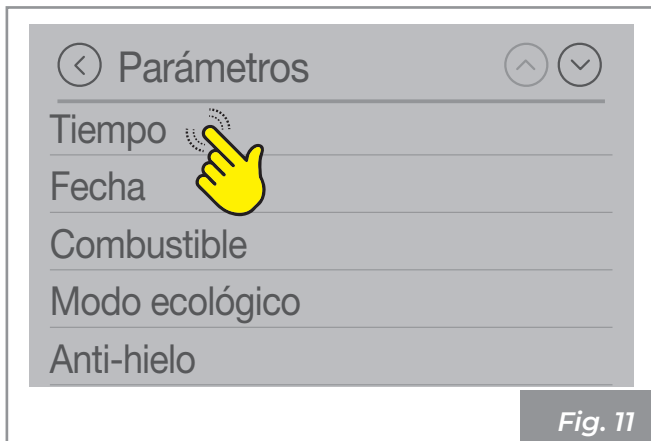 Parámetros
Tiempo
Fecha
Combustible
Modo ecológico
Anti-hielo
Fig. 11